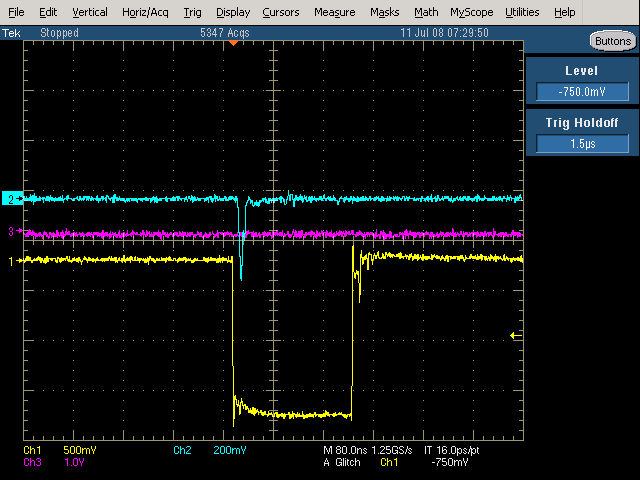 File Edit Vertical Horiz/Acq Trig Display Cursors Measure Masks Math MyScope Utilities Help
Tek Stopped 5347 Acqs 11 Jul 08 07:29:50
Buttons
Level
-750.0mV
Trig Holdoff
1.5µs
2
3
1
Ch1 500mV Ch2 200mV M 80.0ns 1.25GS/s IT 16.0ps/pt
Ch3 1.0V A Glitch Ch1 -750mV